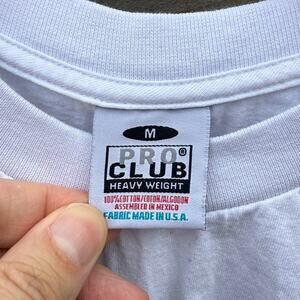 M
PRO®
CLUB
HEAVY WEIGHT
100%COTTON/COTON/ALGODON
ASSEMBLED IN MEXICO
FABRIC MADE IN U.S.A.